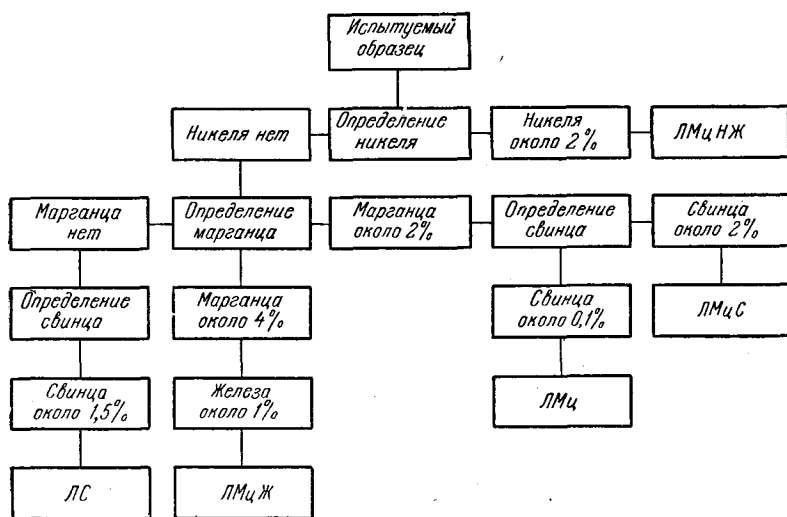 Испытуемый
образец
Никеля нет
Определение
никеля
Никеля
около 2%
ЛМцНЖ
Марганца
нет
Определение
марганца
Марганца
около 2%
Определение
свинца
Свинца
около 2%
Определение
свинца
Марганца
около 4%
Свинца
около 0,1%
ЛМцС
Свинца
около 1,5%
Железа
около 1%
ЛМц
ЛС
ЛМцЖ